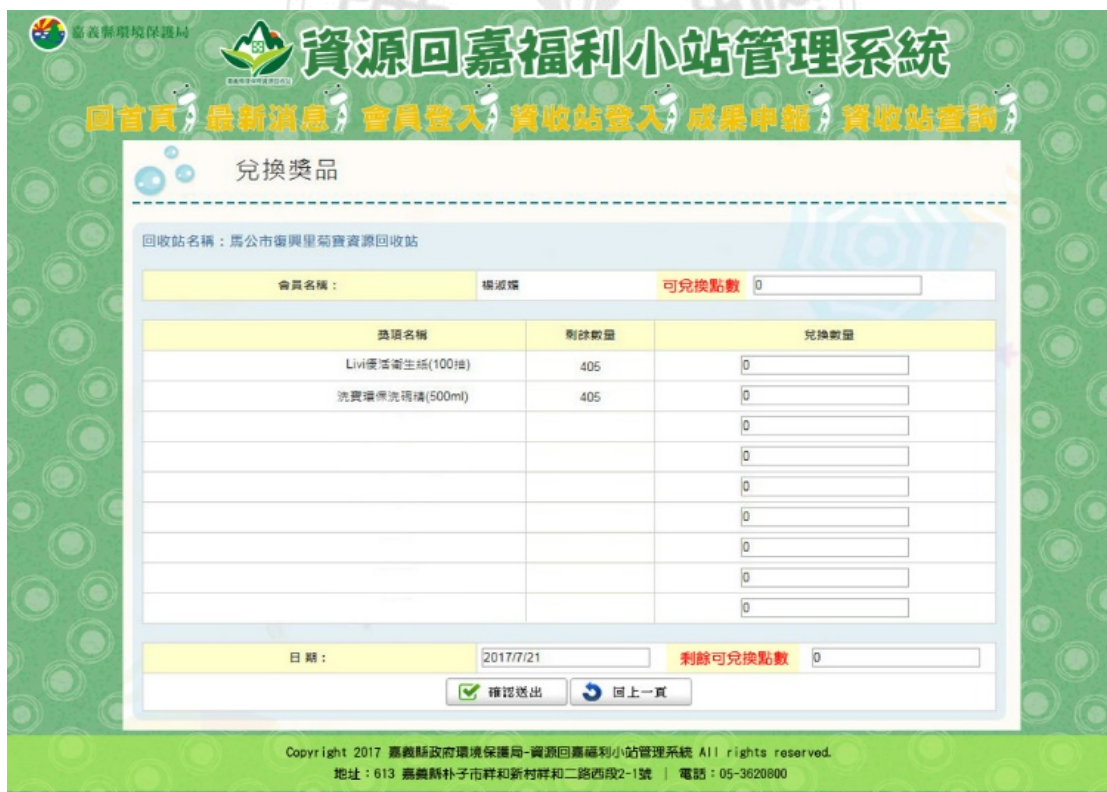 嘉義縣環境保護局
資源回嘉福利小站管理系統
回首頁 最新消息 會員登入 資收站登入 成果申報 資收站查詢
兌換獎品
回收站名稱：馬公市復興里菊寶資源回收站
會員名稱： 楊淑媛 可兌換點數 0
獎項名稱 剩餘數量 兌換數量
Livi優活衛生紙(100抽) 405 0
洗寶環保洗碗精(500ml) 405 0
0
0
0
0
0
0
0
日期： 2017/7/21 剩餘可兌換點數 0
確認送出 回上一頁
Copyright 2017 嘉義縣政府環境保護局-資源回嘉福利小站管理系統 All rights reserved.
地址：613 嘉義縣朴子市祥和新村祥和二路西段2-1號 | 電話：05-3620800